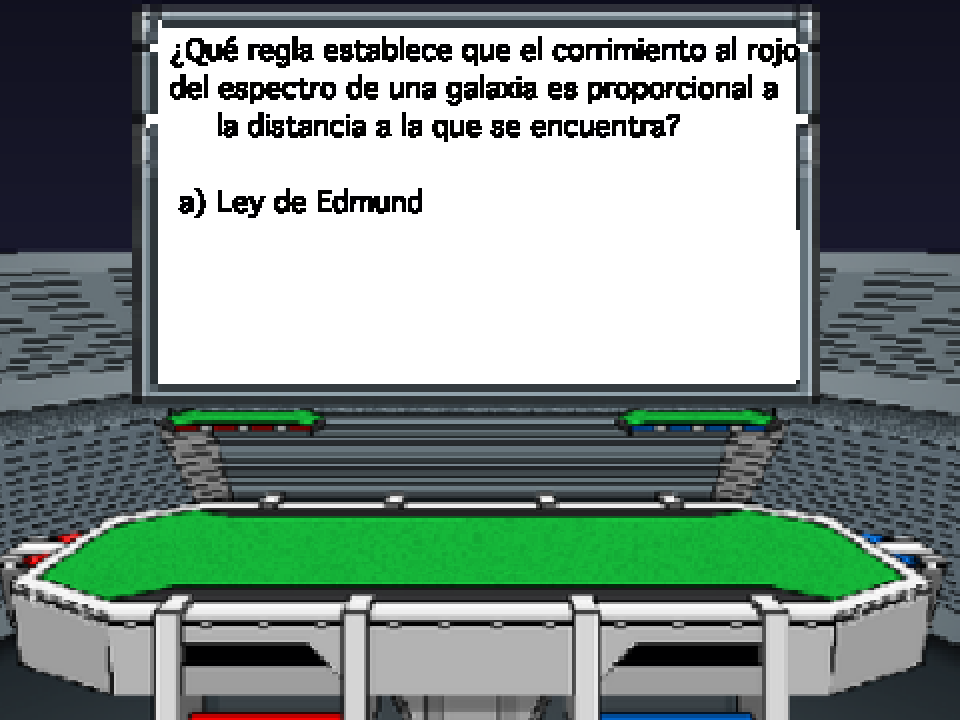 ¿Qué regla establece que el corrimiento al rojo
del espectro de una galaxia es proporcional a
la distancia a la que se encuentra?
a) Ley de Edmund